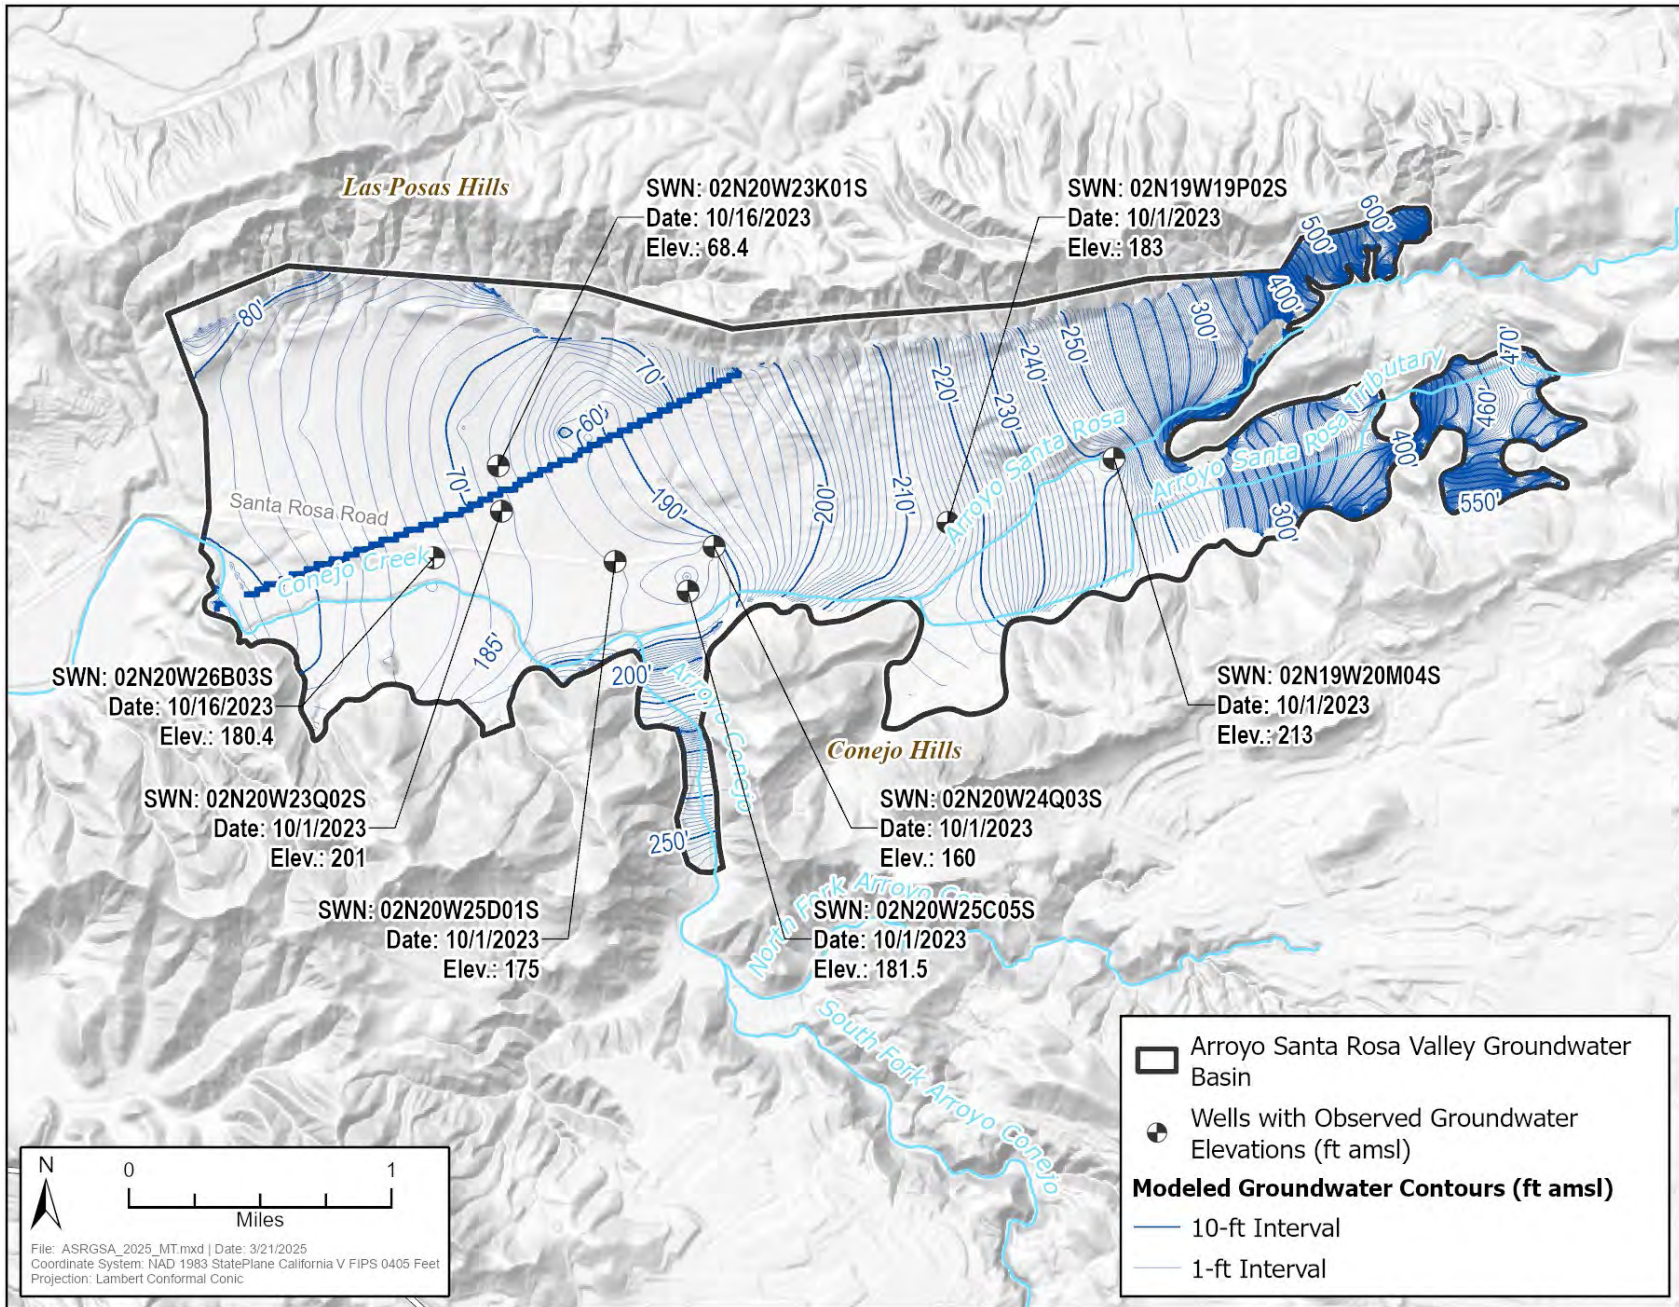 Las Posas Hills
SWN: 02N20W23K01S
Date: 10/16/2023
Elev.: 68.4
SWN: 02N19W19P02S
Date: 10/1/2023
Elev.: 183
600'
500'
400'
300'
250'
240'
230'
220'
210'
200'
190'
80'
70'
60'
70'
470'
460'
400'
550'
300'
Arroyo Santa Rosa
Arroyo Santa Rosa Tributary
Santa Rosa Road
Conejo Creek
185'
200'
250'
Arroyo Conejo
Conejo Hills
SWN: 02N20W26B03S
Date: 10/16/2023
Elev.: 180.4
SWN: 02N19W20M04S
Date: 10/1/2023
Elev.: 213
SWN: 02N20W23Q02S
Date: 10/1/2023
Elev.: 201
SWN: 02N20W24Q03S
Date: 10/1/2023
Elev.: 160
SWN: 02N20W25D01S
Date: 10/1/2023
Elev.: 175
SWN: 02N20W25C05S
Date: 10/1/2023
Elev.: 181.5
North Fork Arroyo
South Fork Arroyo Conejo
N
0 1
Miles
File: ASRGSA_2025_MT.mxd | Date: 3/21/2025
Coordinate System: NAD 1983 StatePlane California V FIPS 0405 Feet
Projection: Lambert Conformal Conic
Arroyo Santa Rosa Valley Groundwater
Basin
Wells with Observed Groundwater
Elevations (ft amsl)
Modeled Groundwater Contours (ft amsl)
10-ft Interval
1-ft Interval